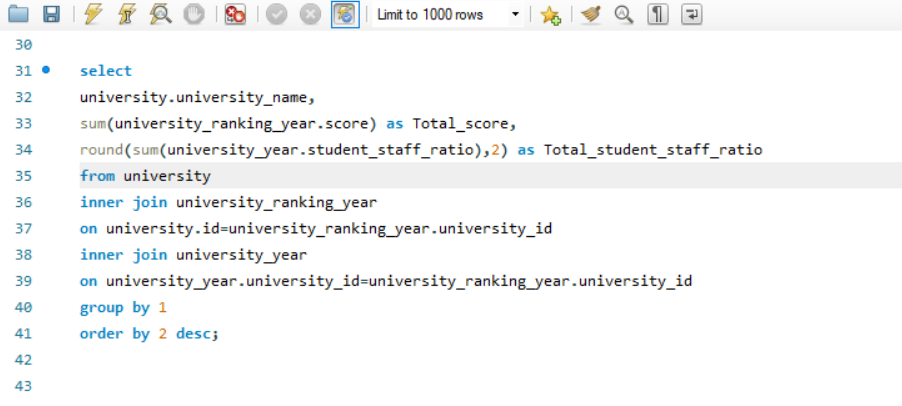 Limit to 1000 rows
30
31 select
32 university.university_name,
33 sum(university_ranking_year.score) as Total_score,
34 round(sum(university_year.student_staff_ratio),2) as Total_student_staff_ratio
35 from university
36 inner join university_ranking_year
37 on university.id=university_ranking_year.university_id
38 inner join university_year
39 on university_year.university_id=university_ranking_year.university_id
40 group by 1
41 order by 2 desc;
42
43